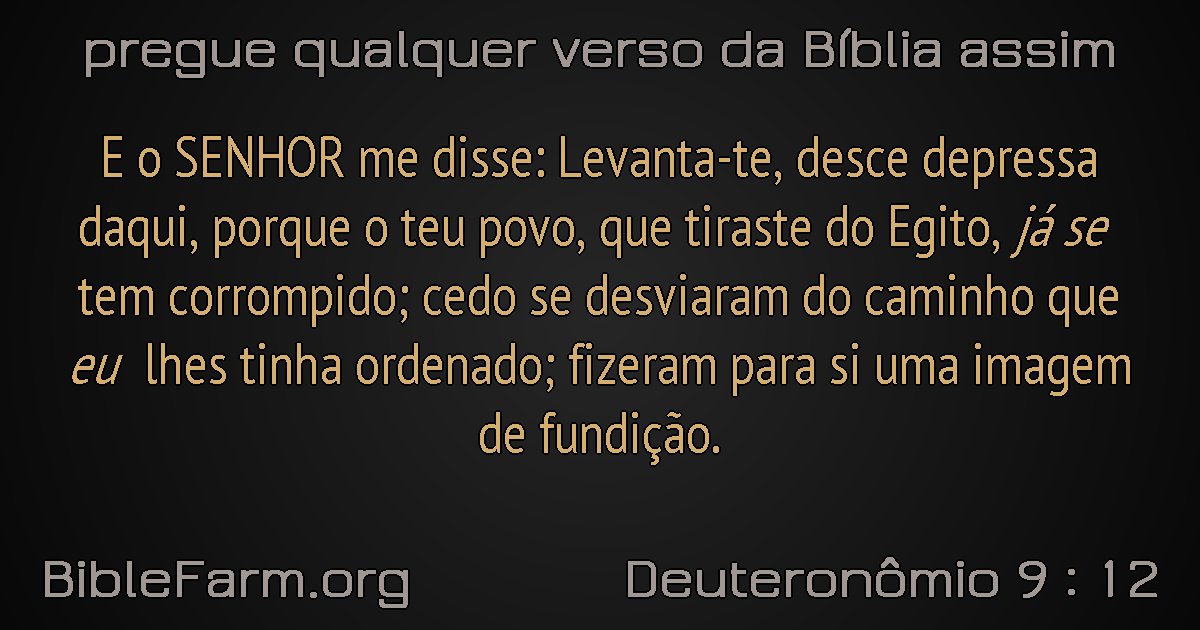 pregue qualquer verso da Bíblia assim
E o SENHOR me disse: Levanta-te, desce depressa
daqui, porque o teu povo, que tiraste do Egito, já se
tem corrompido; cedo se desviaram do caminho que
eu lhes tinha ordenado; fizeram para si uma imagem
de fundição.
BibleFarm.org
Deuteronômio 9 : 12